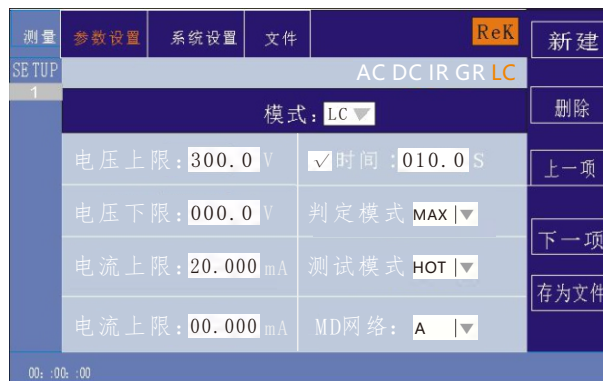 测量 参数设置 系统设置 文件 ReK 新建
SETUP AC DC IR GR LC
1
模式: LC 删除
电压上限: 300.0 V √ 时间: 010.0 S 上一项
电压下限: 000.0 V 判定模式 MAX
下一项
电流上限: 20.000 mA 测试模式 HOT
存为文件
电流上限: 00.000 mA MD网络: A
00: :00: :00